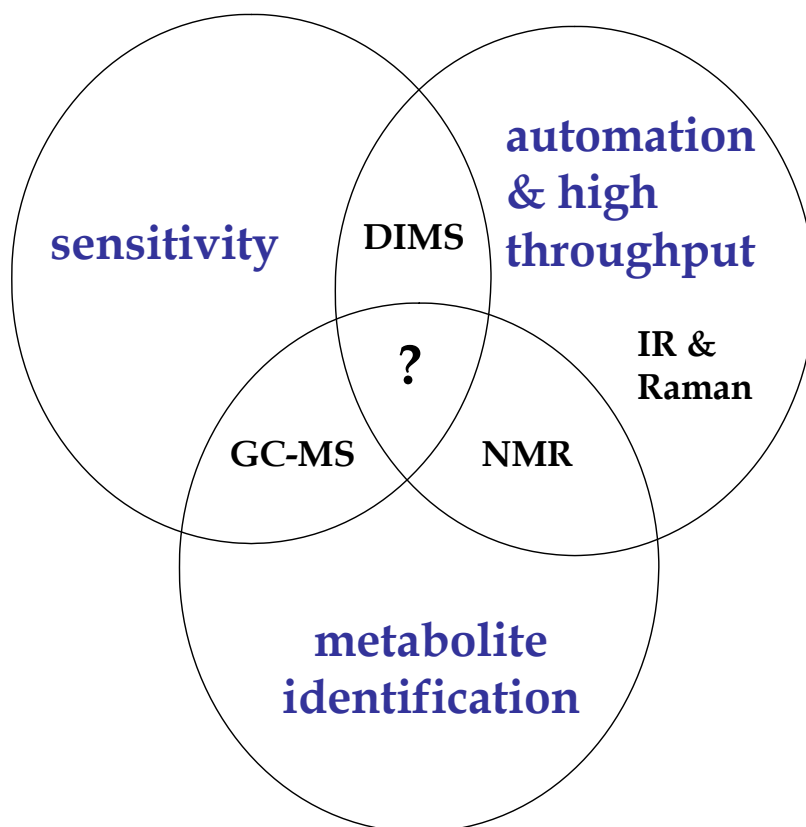 automation
& high
throughput
sensitivity
DIMS
IR &
Raman
?
GC-MS
NMR
metabolite
identification